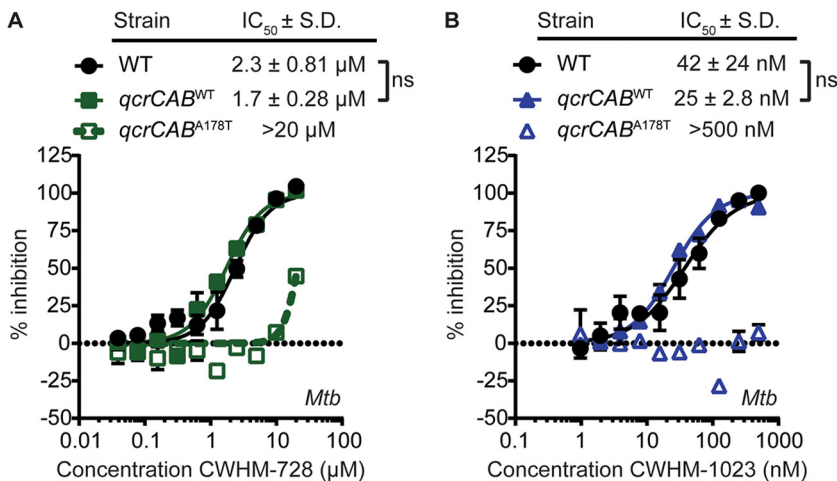 A
Strain IC50 ± S.D.
WT 2.3 ± 0.81 µM
qcrCABWT 1.7 ± 0.28 µM
ns
qcrCABA178T >20 µM
125
100
75
50
25
0
-25
-50
% inhibition
Mtb
0.01 0.1 1 10 100
Concentration CWHM-728 (µM)
B
Strain IC50 ± S.D.
WT 42 ± 24 nM
qcrCABWT 25 ± 2.8 nM
ns
qcrCABA178T >500 nM
125
100
75
50
25
0
-25
-50
% inhibition
Mtb
0.1 1 10 100 1000
Concentration CWHM-1023 (nM)